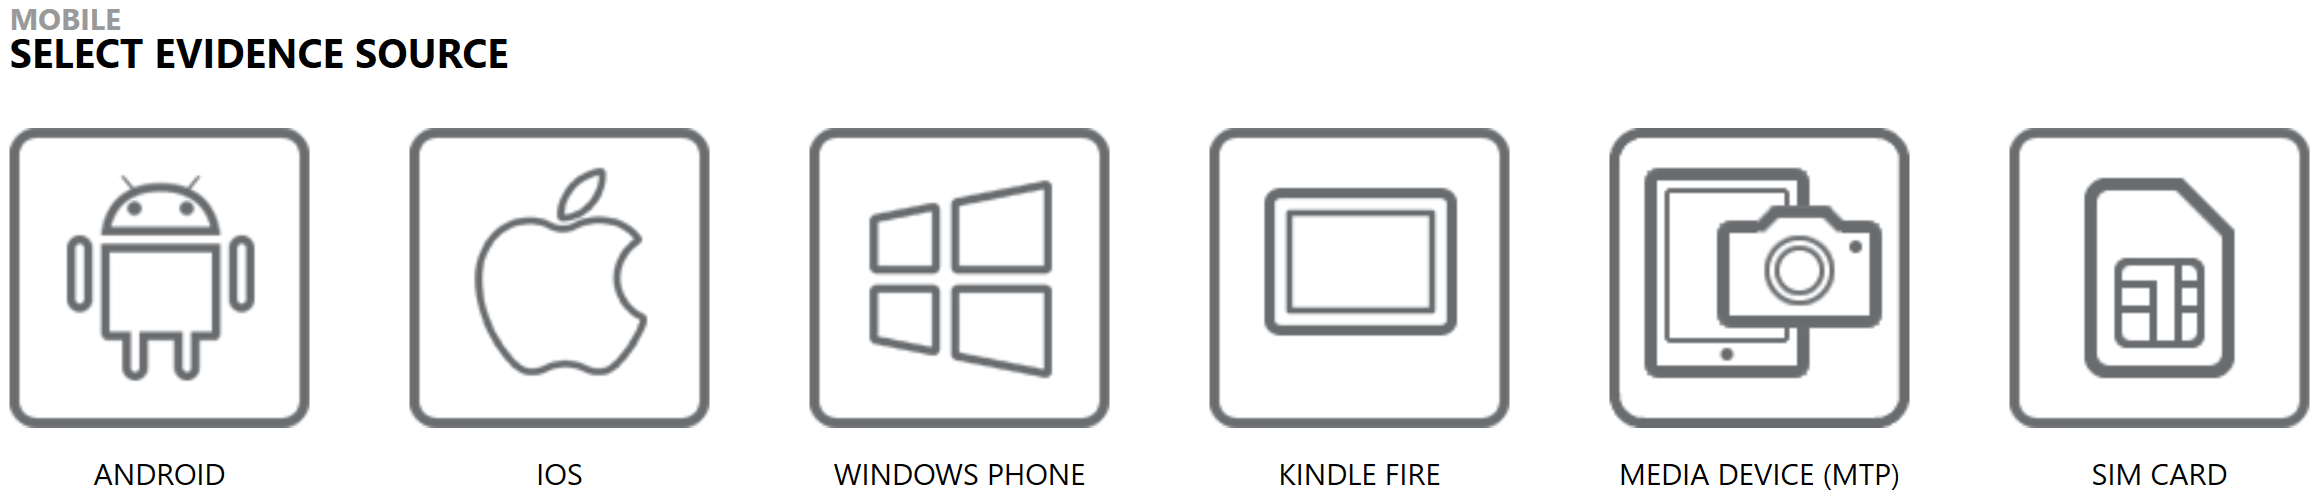 MOBILE
SELECT EVIDENCE SOURCE
ANDROID
IOS
WINDOWS PHONE
KINDLE FIRE
MEDIA DEVICE (MTP)
SIM CARD